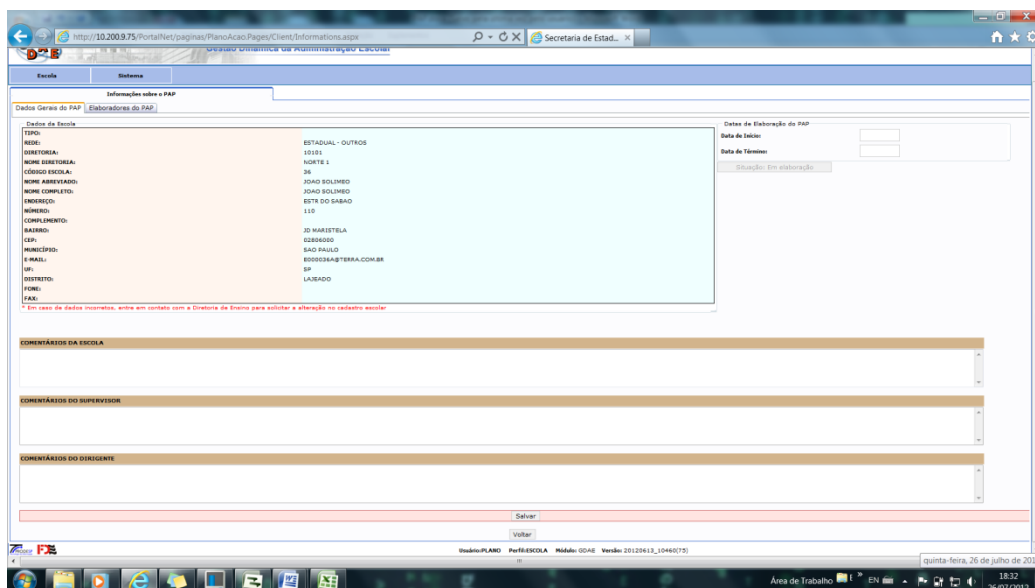 http://10.200.9.75/PortalNet/paginas/PlanoAcao.Pages/Client/Informations.aspx
Secretaria de Estad...
Gestão Dinâmica da Administração Escolar
Escola Sistema
Informações sobre o PAP
Dados Gerais do PAP Elaboradores do PAP
Dados da Escola
TIPO:
REDE: ESTADUAL - OUTROS
DIRETORIA: 10101
NOME DIRETORIA: NORTE 1
CÓDIGO ESCOLA: 36
NOME ABREVIADO: JOAO SOLIMEO
NOME COMPLETO: JOAO SOLIMEO
ENDEREÇO: ESTR DO SABAO
NÚMERO: 110
COMPLEMENTO:
BAIRRO: JD MARISTELA
CEP: 02806000
MUNICÍPIO: SAO PAULO
E-MAIL: E000036A@TERRA.COM.BR
UF: SP
DISTRITO: LAJEADO
FONE:
FAX:
* Em caso de dados incorretos, entre em contato com a Diretoria de Ensino para solicitar a alteração no cadastro escolar
Datas de Elaboração do PAP
Data de Início:
Data de Término:
Situação: Em elaboração
COMENTÁRIOS DA ESCOLA
COMENTÁRIOS DO SUPERVISOR
COMENTÁRIOS DO DIRIGENTE
Salvar
Voltar
Usuário:PLANO Perfil:ESCOLA Módulo: GDAE Versão: 20120613_10460(75)
quinta-feira, 26 de julho de 201
Área de Trabalho EN 18:32
26/07/2012